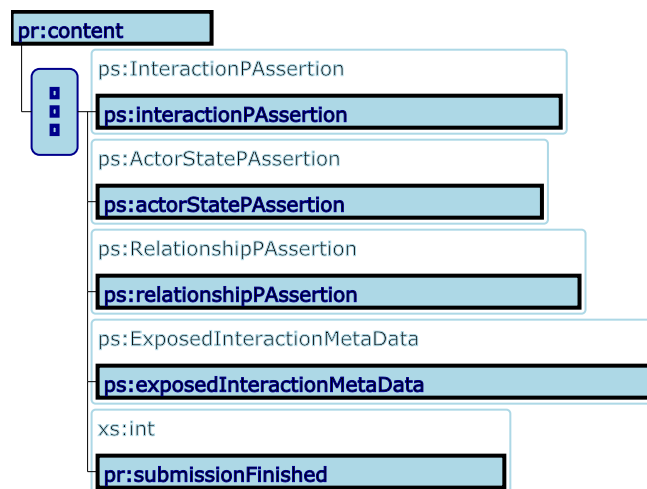 pr:content
ps:InteractionPAssertion
ps:interactionPAssertion
ps:ActorStatePAssertion
ps:actorStatePAssertion
ps:RelationshipPAssertion
ps:relationshipPAssertion
ps:ExposedInteractionMetaData
ps:exposedInteractionMetaData
xs:int
pr:submissionFinished